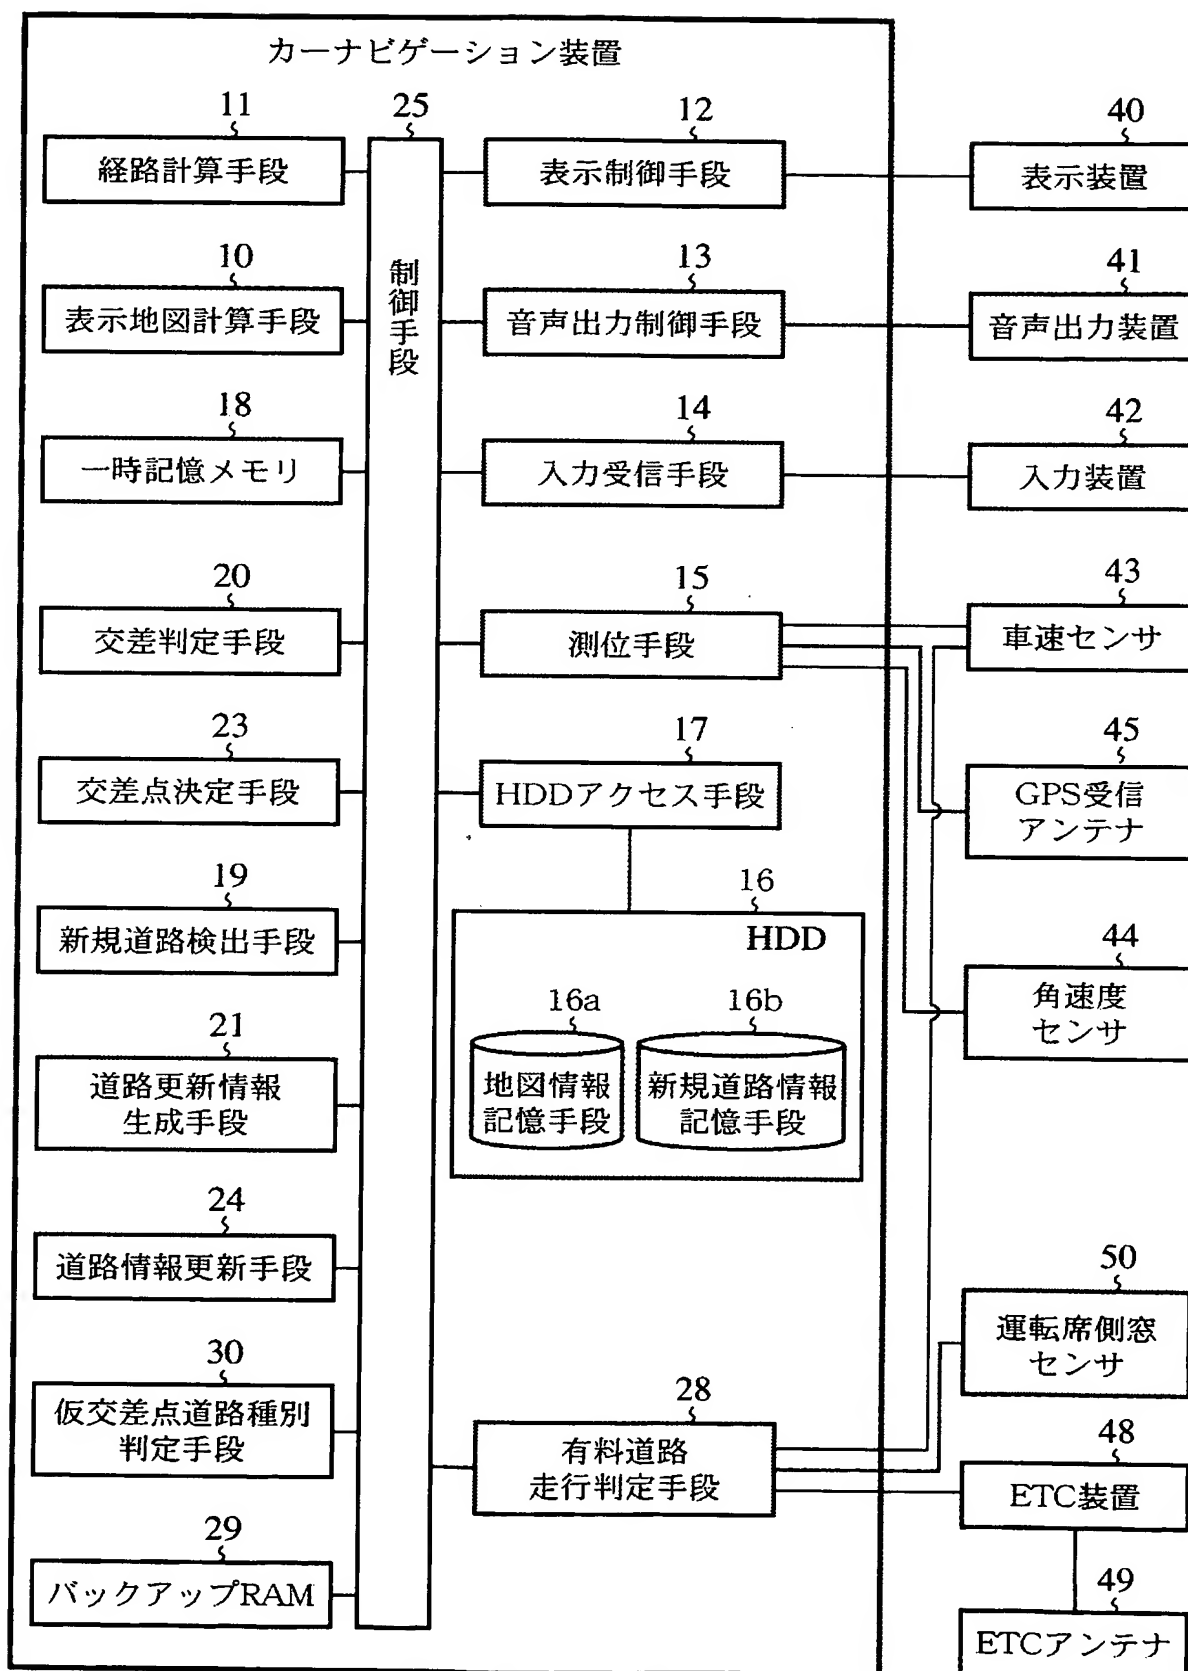 カーナビゲーション装置
11
経路計算手段
10
表示地図計算手段
18
一時記憶メモリ
20
交差判定手段
23
交差点決定手段
19
新規道路検出手段
21
道路更新情報
生成手段
24
道路情報更新手段
30
仮交差点道路種別
判定手段
29
バックアップRAM
25
制御手段
12
表示制御手段
13
音声出力制御手段
14
入力受信手段
15
測位手段
17
HDDアクセス手段
16
HDD
16a
地図情報
記憶手段
16b
新規道路情報
記憶手段
28
有料道路
走行判定手段
40
表示装置
41
音声出力装置
42
入力装置
43
車速センサ
45
GPS受信
アンテナ
44
角速度
センサ
50
運転席側窓
センサ
48
ETC装置
49
ETCアンテナ